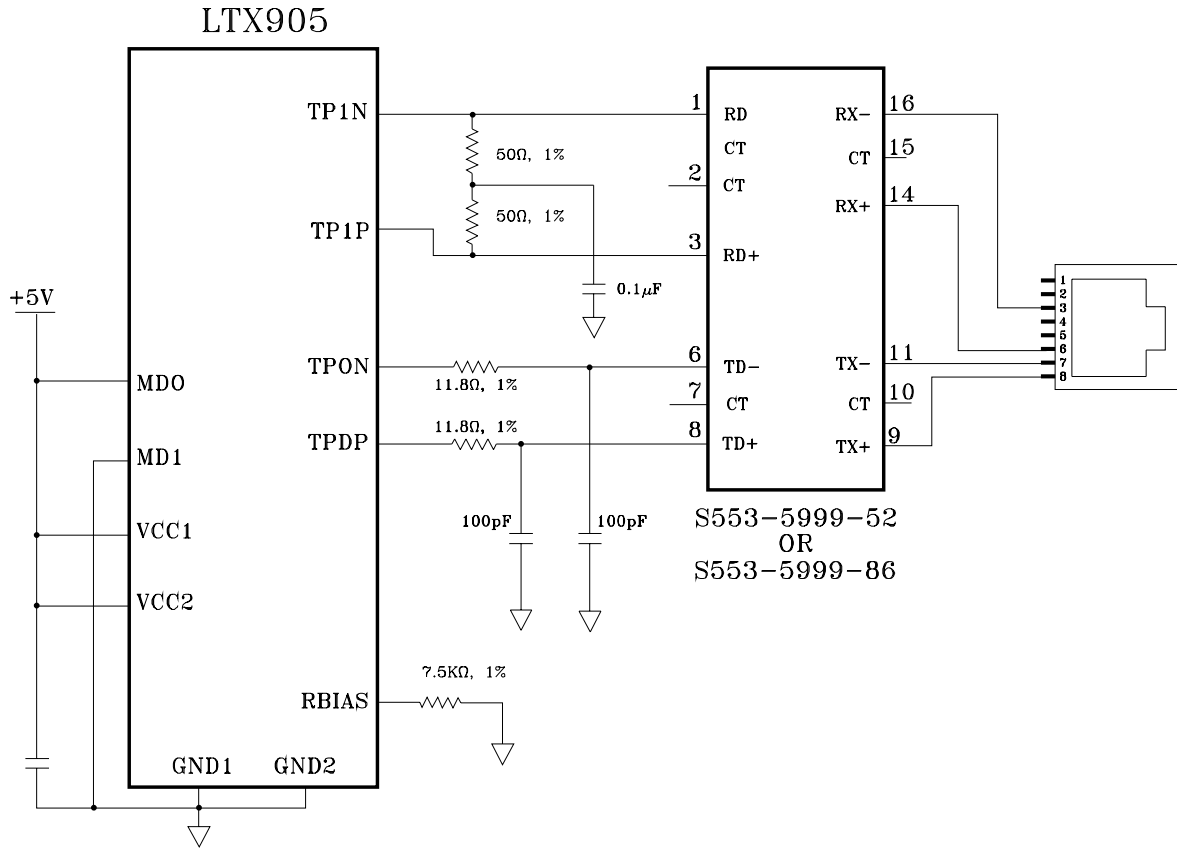 LTX905
TP1N
TP1P
TPON
TPDP
RBIAS
+5V
MDO
MD1
VCC1
VCC2
GND1
GND2
50Ω, 1%
50Ω, 1%
0.1µF
11.8Ω, 1%
11.8Ω, 1%
100pF
100pF
7.5KΩ, 1%
1
RD
CT
2
CT
3
RD+
6
TD-
7
CT
8
TD+
RX-
16
CT
15
RX+
14
TX-
11
CT
10
TX+
9
S553-5999-52
OR
S553-5999-86
1
2
3
4
5
6
7
8